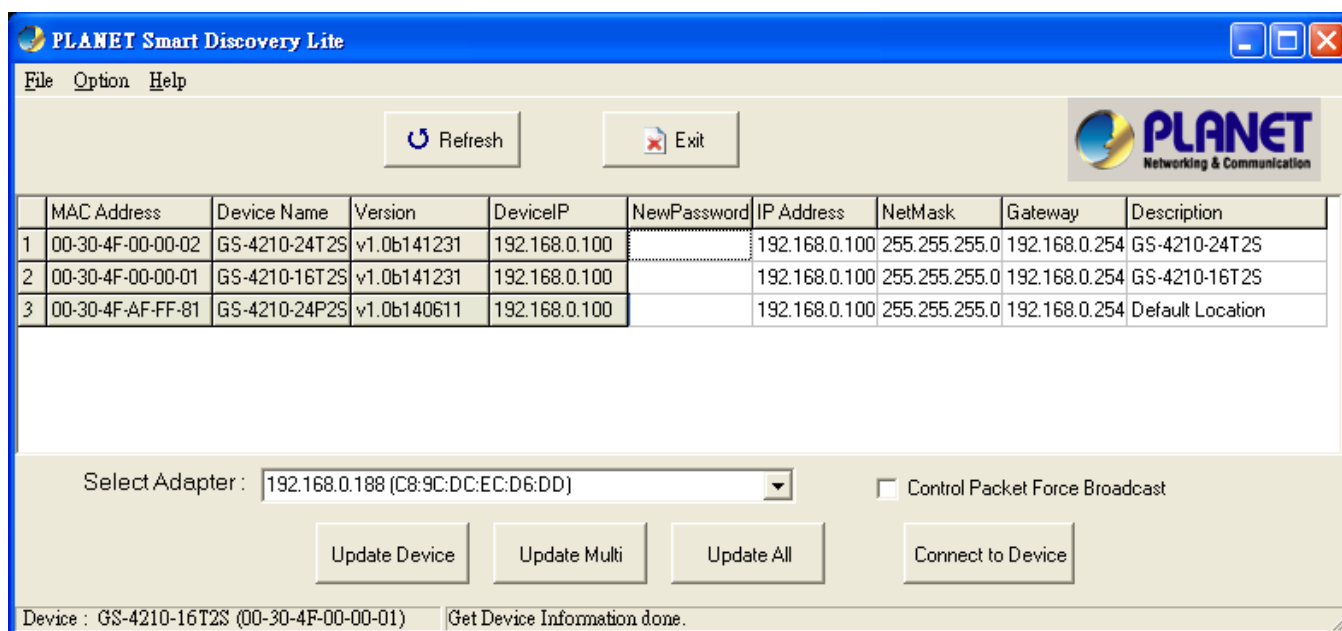 PLANET Smart Discovery Lite
File Option Help
Refresh Exit
PLANET
Networking & Communication
MAC Address Device Name Version DeviceIP NewPassword IP Address NetMask Gateway Description
1 00-30-4F-00-00-02 GS-4210-24T2S v1.0b141231 192.168.0.100 192.168.0.100 255.255.255.0 192.168.0.254 GS-4210-24T2S
2 00-30-4F-00-00-01 GS-4210-16T2S v1.0b141231 192.168.0.100 192.168.0.100 255.255.255.0 192.168.0.254 GS-4210-16T2S
3 00-30-4F-AF-FF-81 GS-4210-24P2S v1.0b140611 192.168.0.100 192.168.0.100 255.255.255.0 192.168.0.254 Default Location
Select Adapter : 192.168.0.188 (C8:9C:DC:EC:D6:DD) Control Packet Force Broadcast
Update Device Update Multi Update All Connect to Device
Device : GS-4210-16T2S (00-30-4F-00-00-01) Get Device Information done.